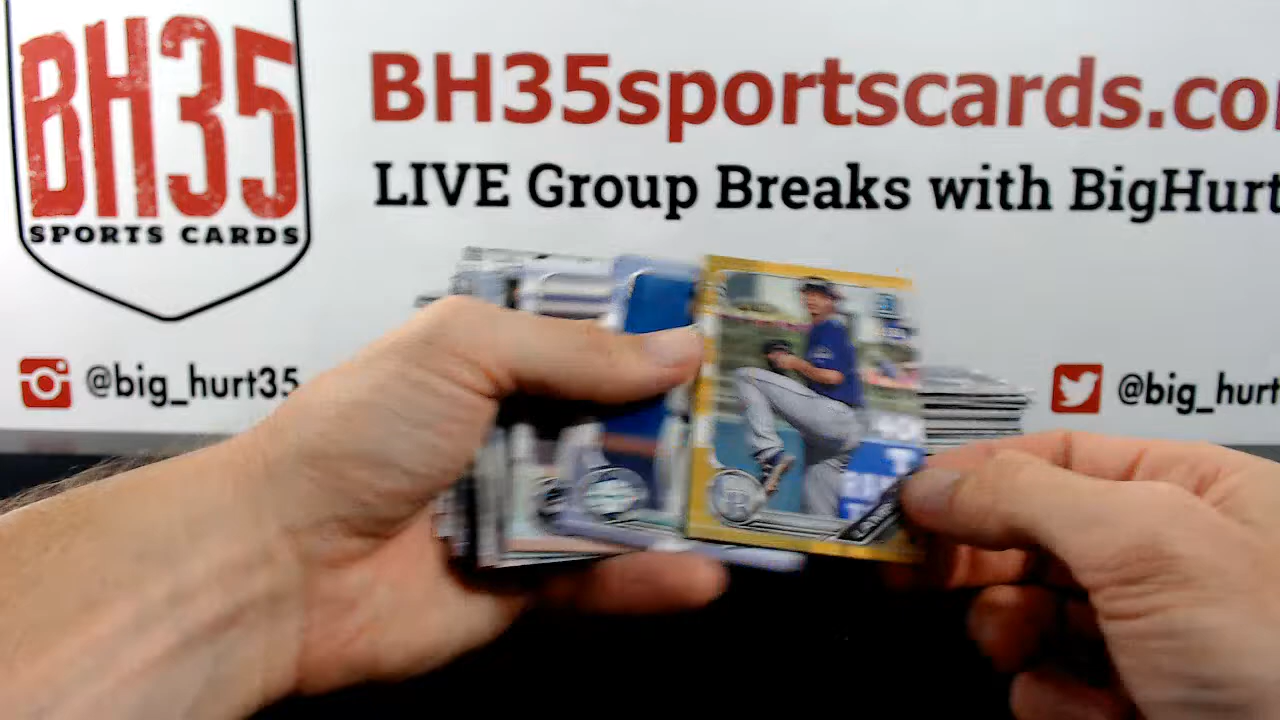 BH35
SPORTS CARDS
BH35sportscards.co
LIVE Group Breaks with BigHurt
@big_hurt35
@big_hurt